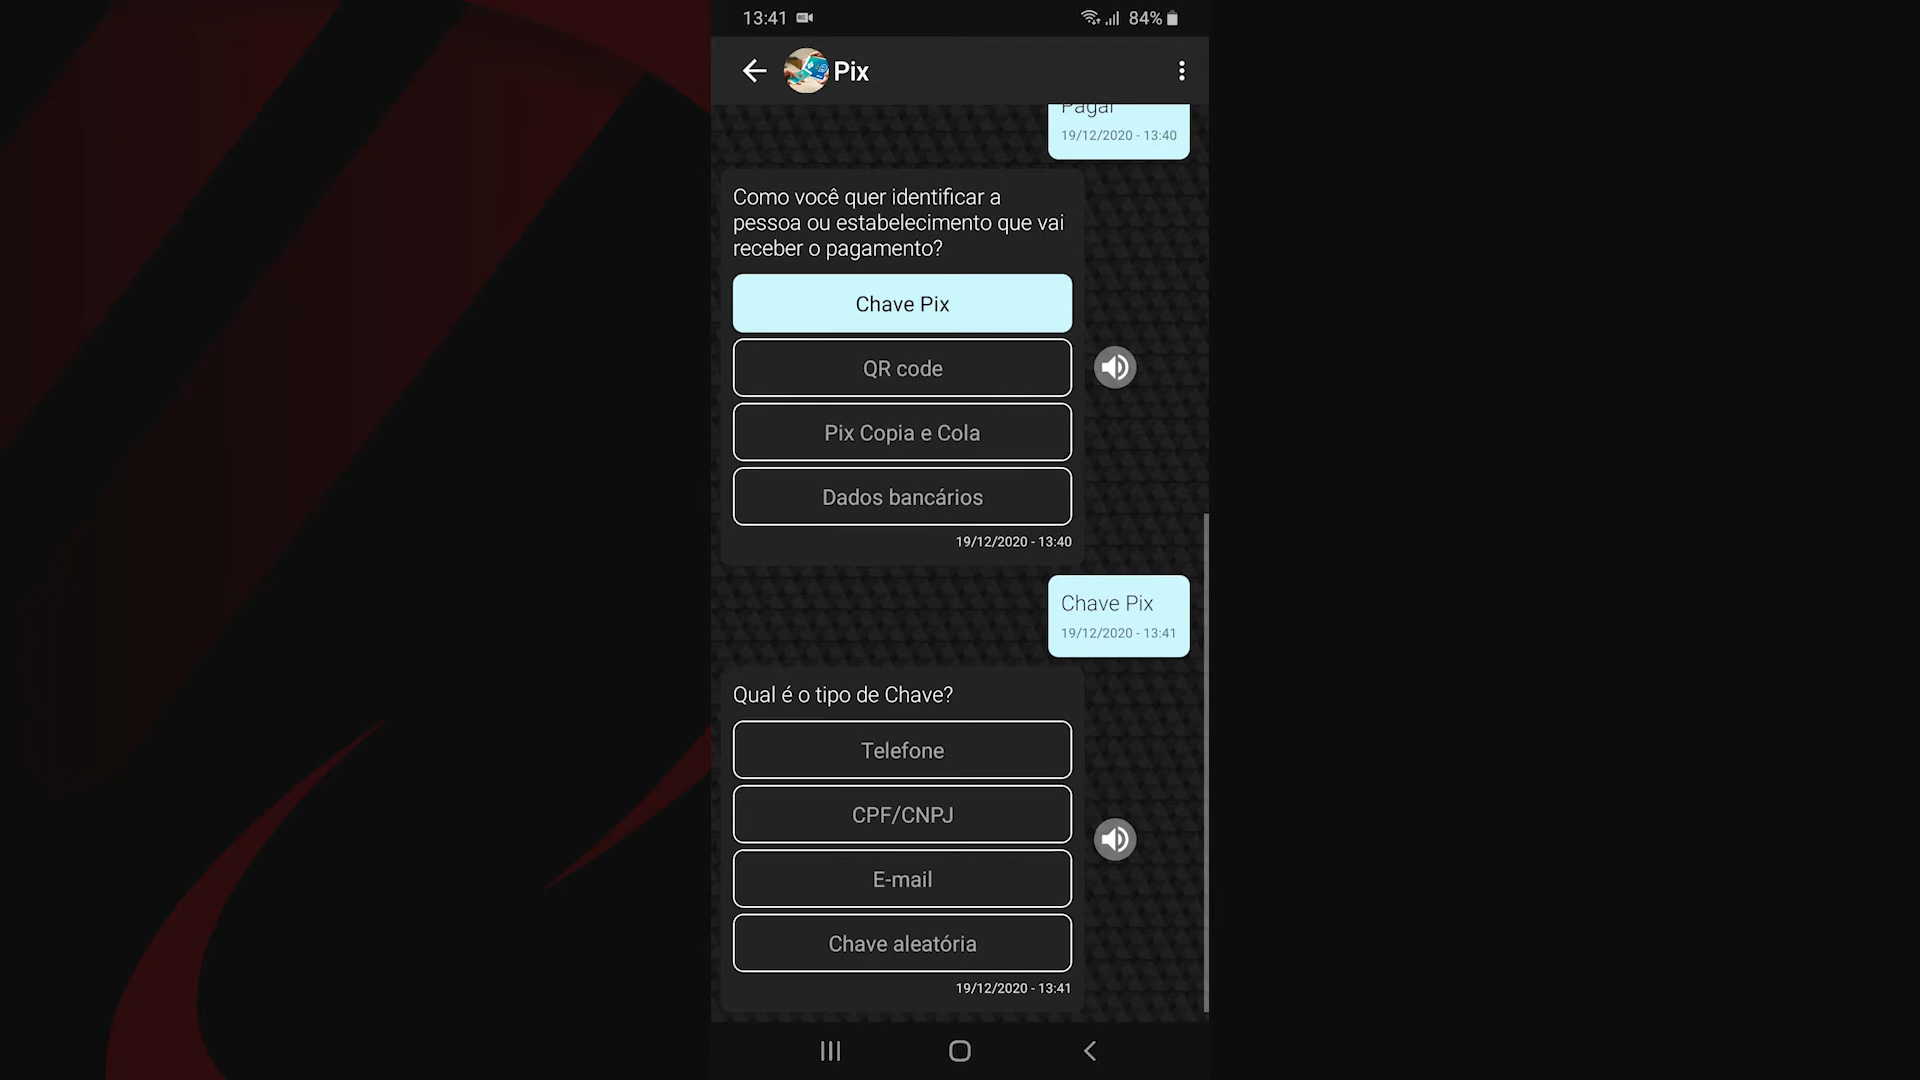 13:41
84%
Pix
Pagar
19/12/2020 - 13:40
Como você quer identificar a
pessoa ou estabelecimento que vai
receber o pagamento?
Chave Pix
QR code
Pix Copia e Cola
Dados bancários
19/12/2020 - 13:40
Chave Pix
19/12/2020 - 13:41
Qual é o tipo de Chave?
Telefone
CPF/CNPJ
E-mail
Chave aleatória
19/12/2020 - 13:41